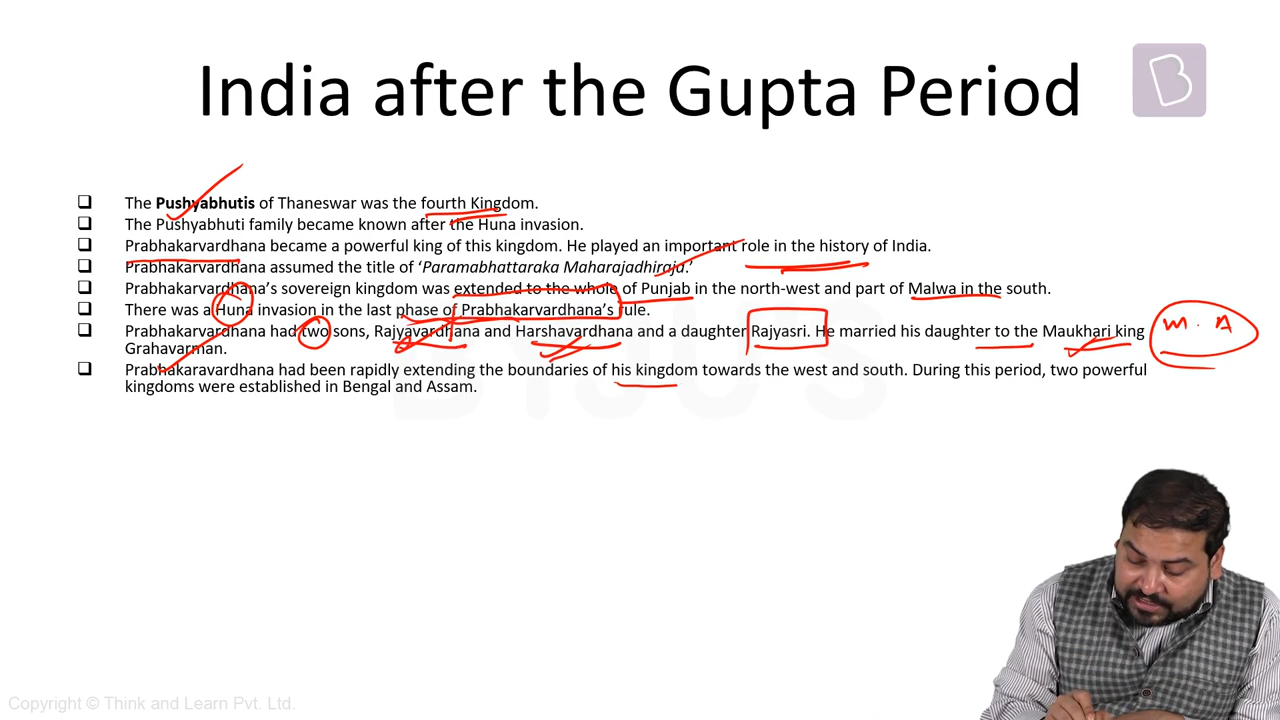 India after the Gupta Period
The Pushyabhutis of Thaneswar was the fourth Kingdom.
The Pushyabhuti family became known after the Huna invasion.
Prabhakarvardhana became a powerful king of this kingdom. He played an important role in the history of India.
Prabhakarvardhana assumed the title of ‘Paramabhattaraka Maharajadhiraja.’
Prabhakarvardhana’s sovereign kingdom was extended to the whole of Punjab in the north-west and part of Malwa in the south.
There was a Huna invasion in the last phase of Prabhakarvardhana’s rule.
Prabhakarvardhana had two sons, Rajyavardhana and Harshavardhana and a daughter Rajyasri. He married his daughter to the Maukhari king
M. A
Grahavarman.
Prabhakaravardhana had been rapidly extending the boundaries of his kingdom towards the west and south. During this period, two powerful
kingdoms were established in Bengal and Assam.
BYJU'S
Copyright © Think and Learn Pvt. Ltd.